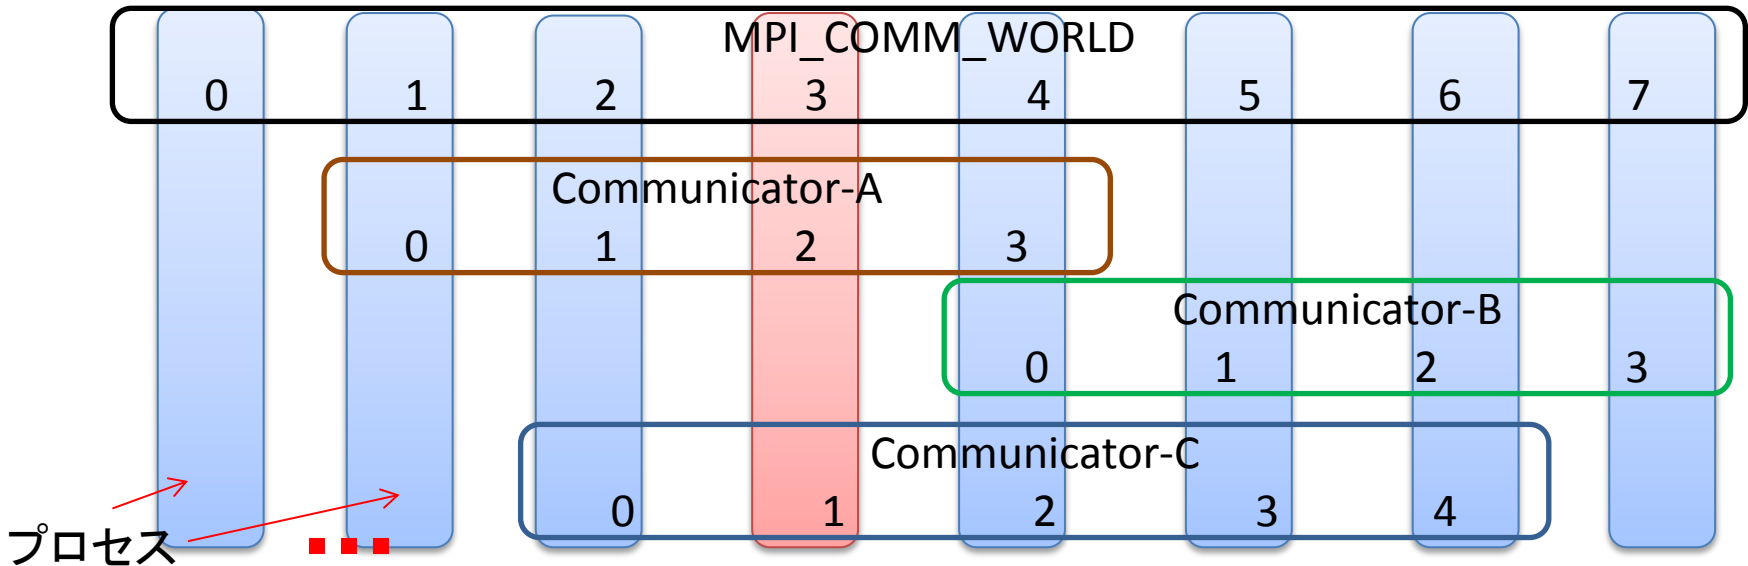 MPI_COMM_WORLD
0 1 2 3 4 5 6 7
Communicator-A
0 1 2 3
Communicator-B
0 1 2 3
Communicator-C
0 1 2 3 4
プロセス